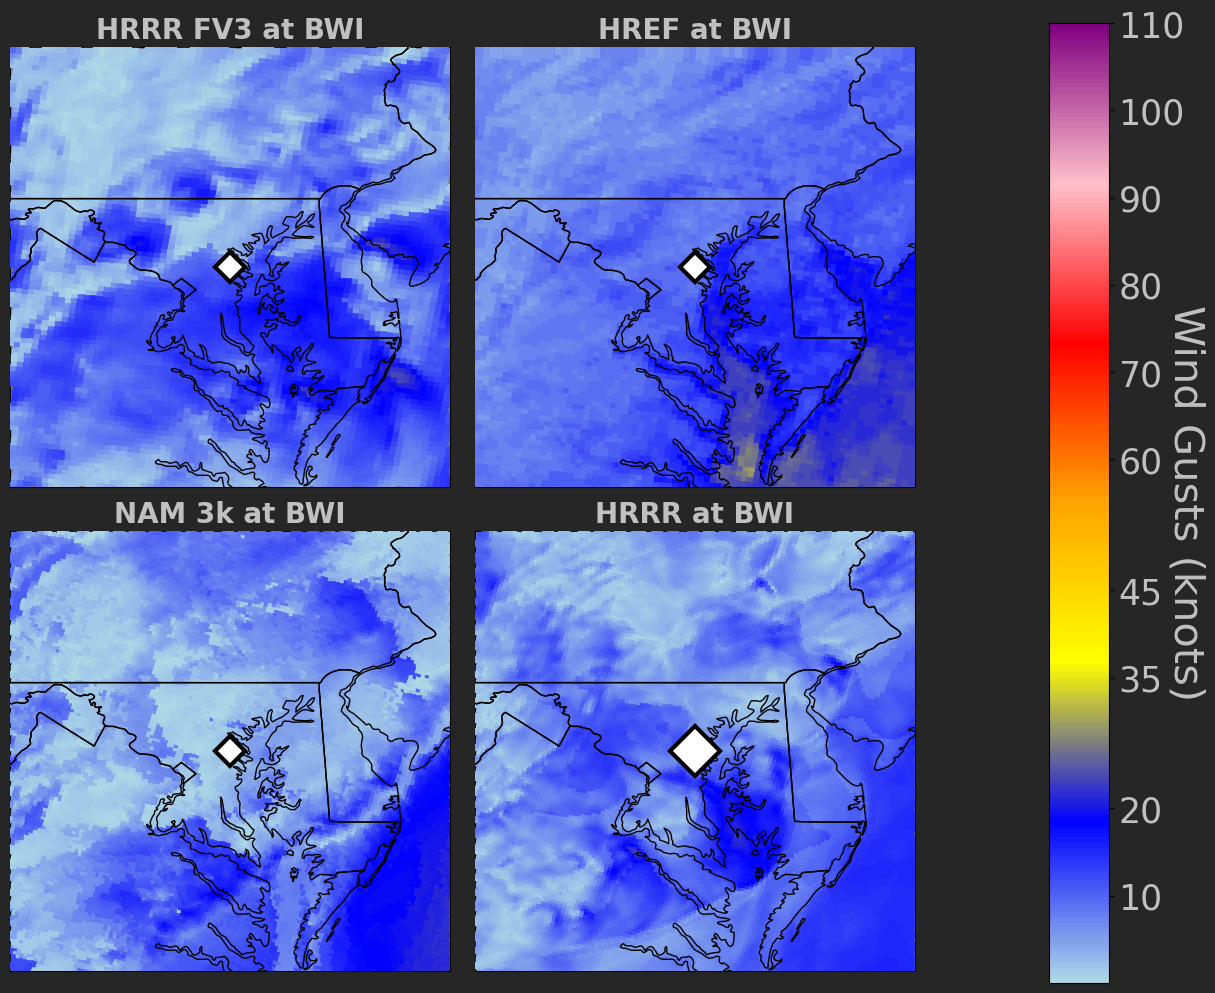 HRRR FV3 at BWI
HREF at BWI
NAM 3k at BWI
HRRR at BWI
110
100
90
80
70
60
45
35
20
10
Wind Gusts (knots)